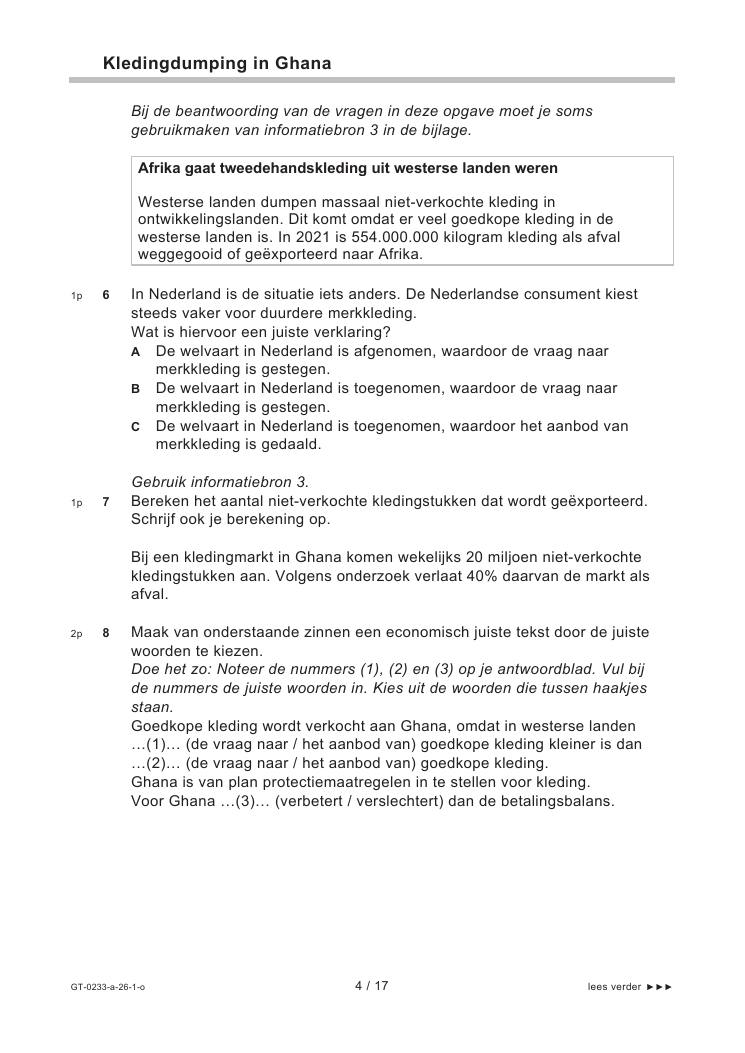 Kledingdumping in Ghana
Bij de beantwoording van de vragen in deze opgave moet je soms
gebruikmaken van informatiebron 3 in de bijlage.
Afrika gaat tweedehandskleding uit westerse landen weren
Westerse landen dumpen massaal niet-verkochte kleding in
ontwikkelingslanden. Dit komt omdat er veel goedkope kleding in de
westerse landen is. In 2021 is 554.000.000 kilogram kleding als afval
weggegooid of geëxporteerd naar Afrika.
1p 6 In Nederland is de situatie iets anders. De Nederlandse consument kiest
steeds vaker voor duurdere merkkleding.
Wat is hiervoor een juiste verklaring?
A De welvaart in Nederland is afgenomen, waardoor de vraag naar
merkkleding is gestegen.
B De welvaart in Nederland is toegenomen, waardoor de vraag naar
merkkleding is gestegen.
C De welvaart in Nederland is toegenomen, waardoor het aanbod van
merkkleding is gedaald.
Gebruik informatiebron 3.
1p 7 Bereken het aantal niet-verkochte kledingstukken dat wordt geëxporteerd.
Schrijf ook je berekening op.
Bij een kledingmarkt in Ghana komen wekelijks 20 miljoen niet-verkochte
kledingstukken aan. Volgens onderzoek verlaat 40% daarvan de markt als
afval.
2p 8 Maak van onderstaande zinnen een economisch juiste tekst door de juiste
woorden te kiezen.
Doe het zo: Noteer de nummers (1), (2) en (3) op je antwoordblad. Vul bij
de nummers de juiste woorden in. Kies uit de woorden die tussen haakjes
staan.
Goedkope kleding wordt verkocht aan Ghana, omdat in westerse landen
…(1)… (de vraag naar / het aanbod van) goedkope kleding kleiner is dan
…(2)… (de vraag naar / het aanbod van) goedkope kleding.
Ghana is van plan protectiemaatregelen in te stellen voor kleding.
Voor Ghana …(3)… (verbetert / verslechtert) dan de betalingsbalans.
GT-0233-a-26-1-o 4 / 17 lees verder ►►►